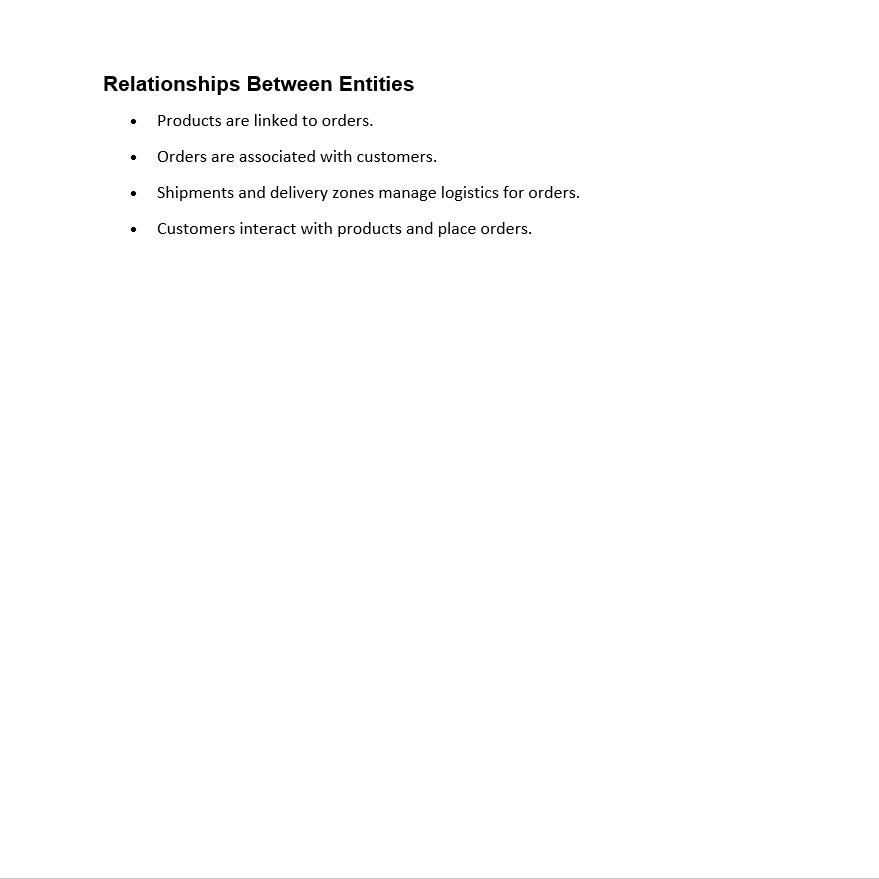 Relationships Between Entities
• Products are linked to orders.
• Orders are associated with customers.
• Shipments and delivery zones manage logistics for orders.
• Customers interact with products and place orders.